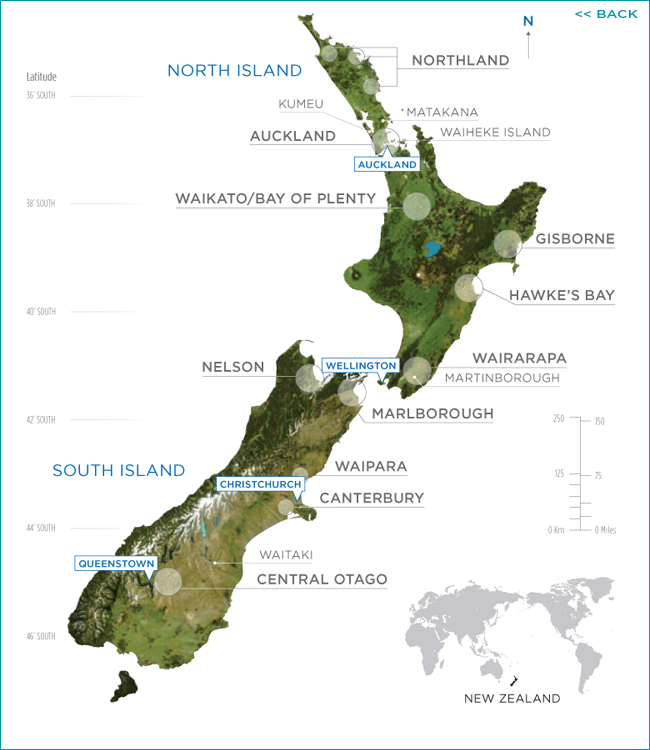 << BACK
N
NORTH ISLAND
NORTHLAND
Latitude
36° SOUTH
KUMEU
* MATAKANA
AUCKLAND
WAIHEKE ISLAND
AUCKLAND
WAIKATO/BAY OF PLENTY
38° SOUTH
GISBORNE
HAWKE'S BAY
40° SOUTH
NELSON
WELLINGTON
WAIRARAPA
MARTINBOROUGH
MARLBOROUGH
42° SOUTH
250
150
SOUTH ISLAND
WAIPARA
125
75
CHRISTCHURCH
CANTERBURY
44° SOUTH
0 Km
0 Miles
WAITAKI
QUEENSTOWN
CENTRAL OTAGO
46° SOUTH
NEW ZEALAND